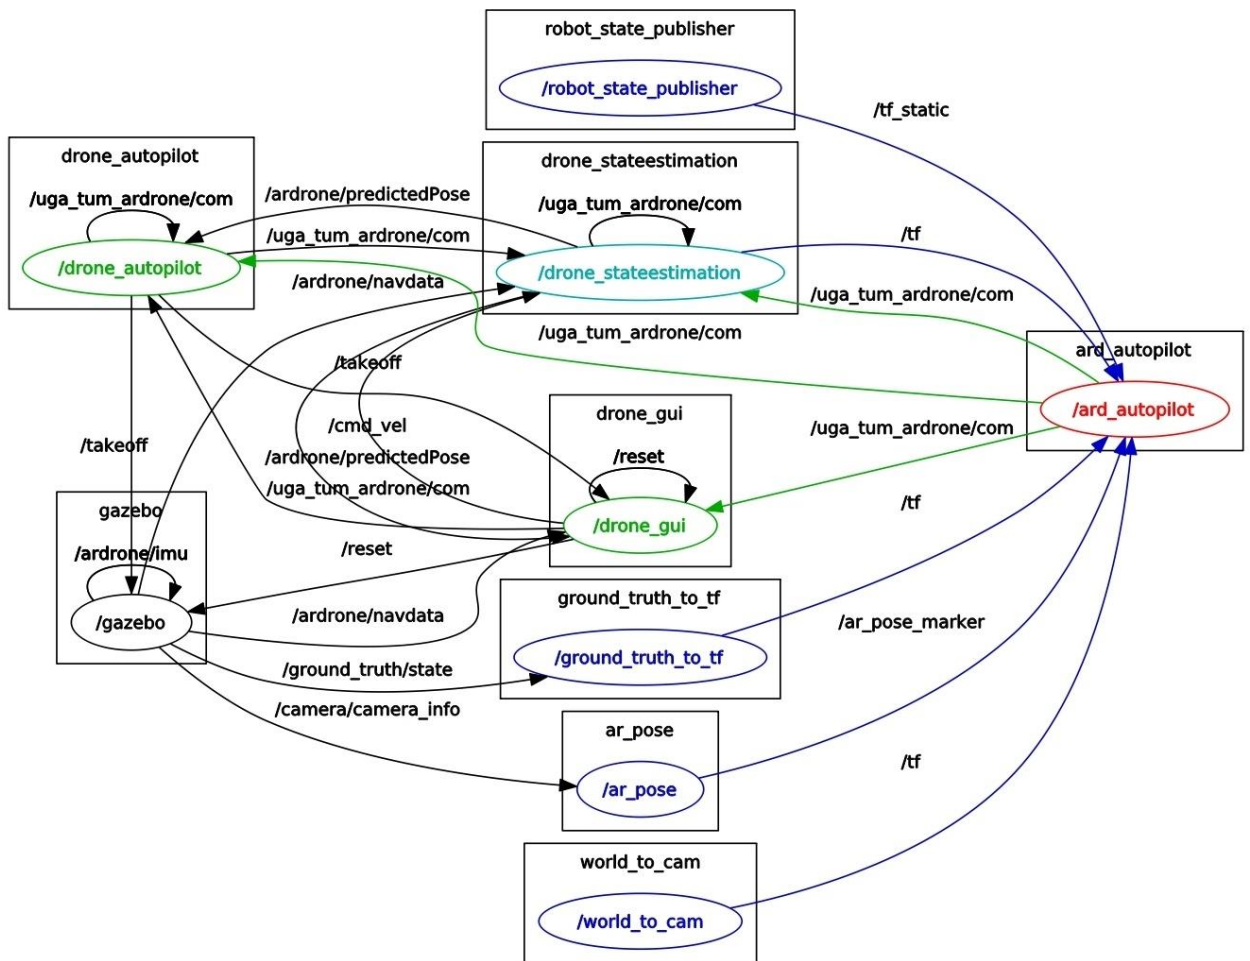 robot_state_publisher
/robot_state_publisher
/tf_static
drone_autopilot
drone_stateestimation
/uga_tum_ardrone/com
/ardrone/predictedPose
/uga_tum_ardrone/com
/uga_tum_ardrone/com
/tf
/drone_autopilot
/drone_stateestimation
/ardrone/navdata
/uga_tum_ardrone/com
/uga_tum_ardrone/com
ard_autopilot
/takeoff
/ard_autopilot
drone_gui
/cmd_vel
/uga_tum_ardrone/com
/takeoff
/ardrone/predictedPose
/reset
/uga_tum_ardrone/com
/tf
gazebo
/drone_gui
/ardrone/imu
/reset
ground_truth_to_tf
/ardrone/navdata
/gazebo
/ar_pose_marker
/ground_truth_to_tf
/ground_truth/state
/camera/camera_info
ar_pose
/tf
/ar_pose
world_to_cam
/world_to_cam